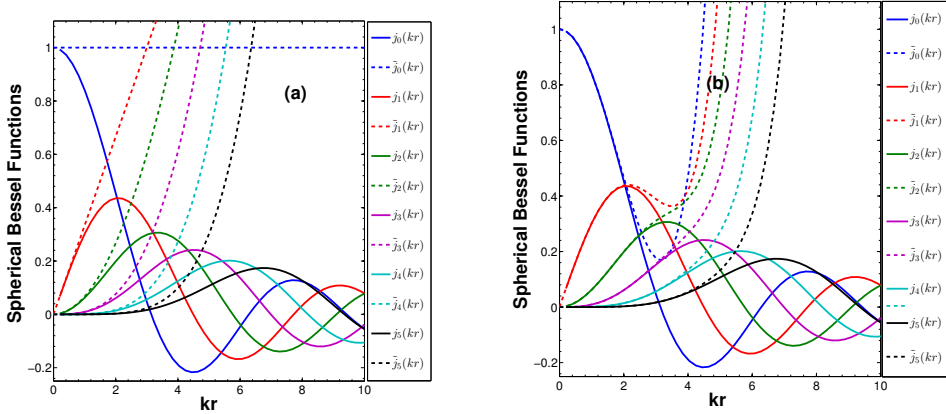 Spherical Bessel Functions
1
0.8
0.6
0.4
0.2
0
−0.2
0 2 4 6 8 10
kr
(a)
j₀(kr)
j̃₀(kr)
j₁(kr)
j̃₁(kr)
j₂(kr)
j̃₂(kr)
j₃(kr)
j̃₃(kr)
j₄(kr)
j̃₄(kr)
j₅(kr)
j̃₅(kr)
Spherical Bessel Functions
1
0.8
0.6
0.4
0.2
0
−0.2
0 2 4 6 8 10
kr
(b)
j₀(kr)
j̃₀(kr)
j₁(kr)
j̃₁(kr)
j₂(kr)
j̃₂(kr)
j₃(kr)
j̃₃(kr)
j₄(kr)
j₅(kr)
j̃₅(kr)